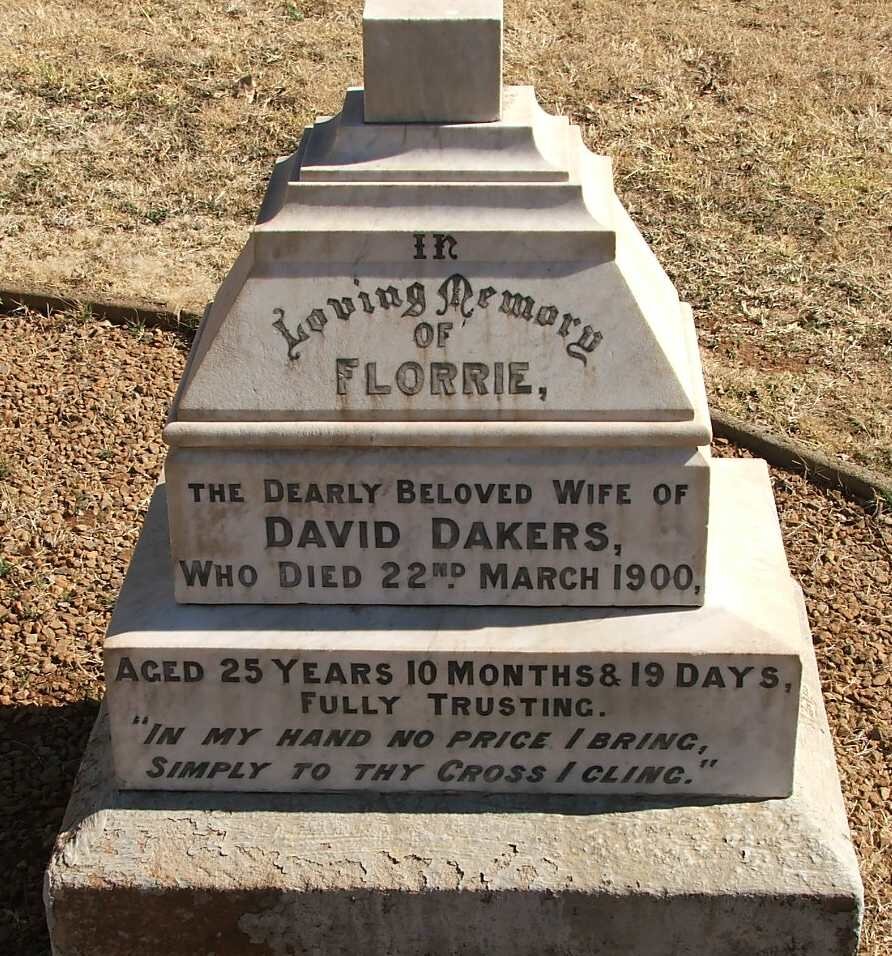 IN
Loving Memory
OF
FLORRIE,
THE DEARLY BELOVED WIFE OF
DAVID DAKERS,
WHO DIED 22ND. MARCH 1900,
AGED 25 YEARS 10 MONTHS & 19 DAYS,
FULLY TRUSTING.
"IN MY HAND NO PRICE I BRING,
SIMPLY TO THY CROSS I CLING."